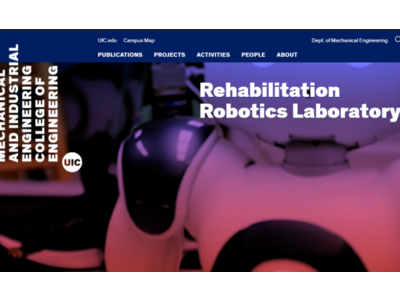 UIC.edu Campus Map Dept. of Mechanical Engineering
PUBLICATIONS PROJECTS ACTIVITIES PEOPLE ABOUT
MECHANICAL
AND INDUSTRIAL
ENGINEERING
COLLEGE OF
ENGINEERING
UIC
Rehabilitation
Robotics Laboratory